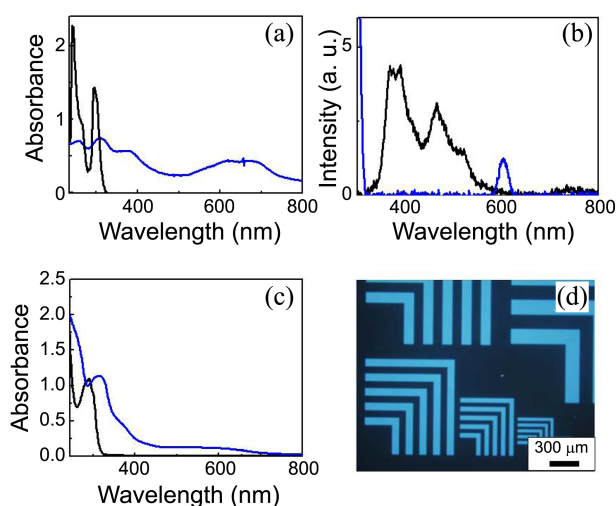 (a)
2
1
0
Absorbance
400
600
800
Wavelength (nm)
(b)
5
0
Intensity (a. u.)
400
600
800
Wavelength (nm)
(c)
2.5
2.0
1.5
1.0
0.5
0.0
Absorbance
400
600
800
Wavelength (nm)
(d)
300 μm